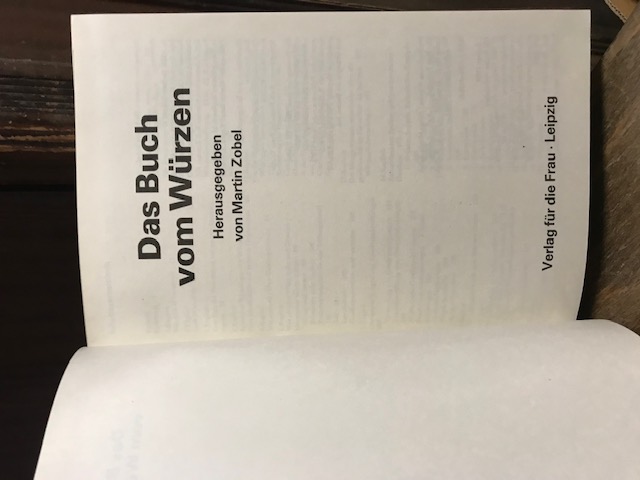 Das Buch
vom Würzen
Herausgegeben
von Martin Zobel
Verlag für die Frau · Leipzig